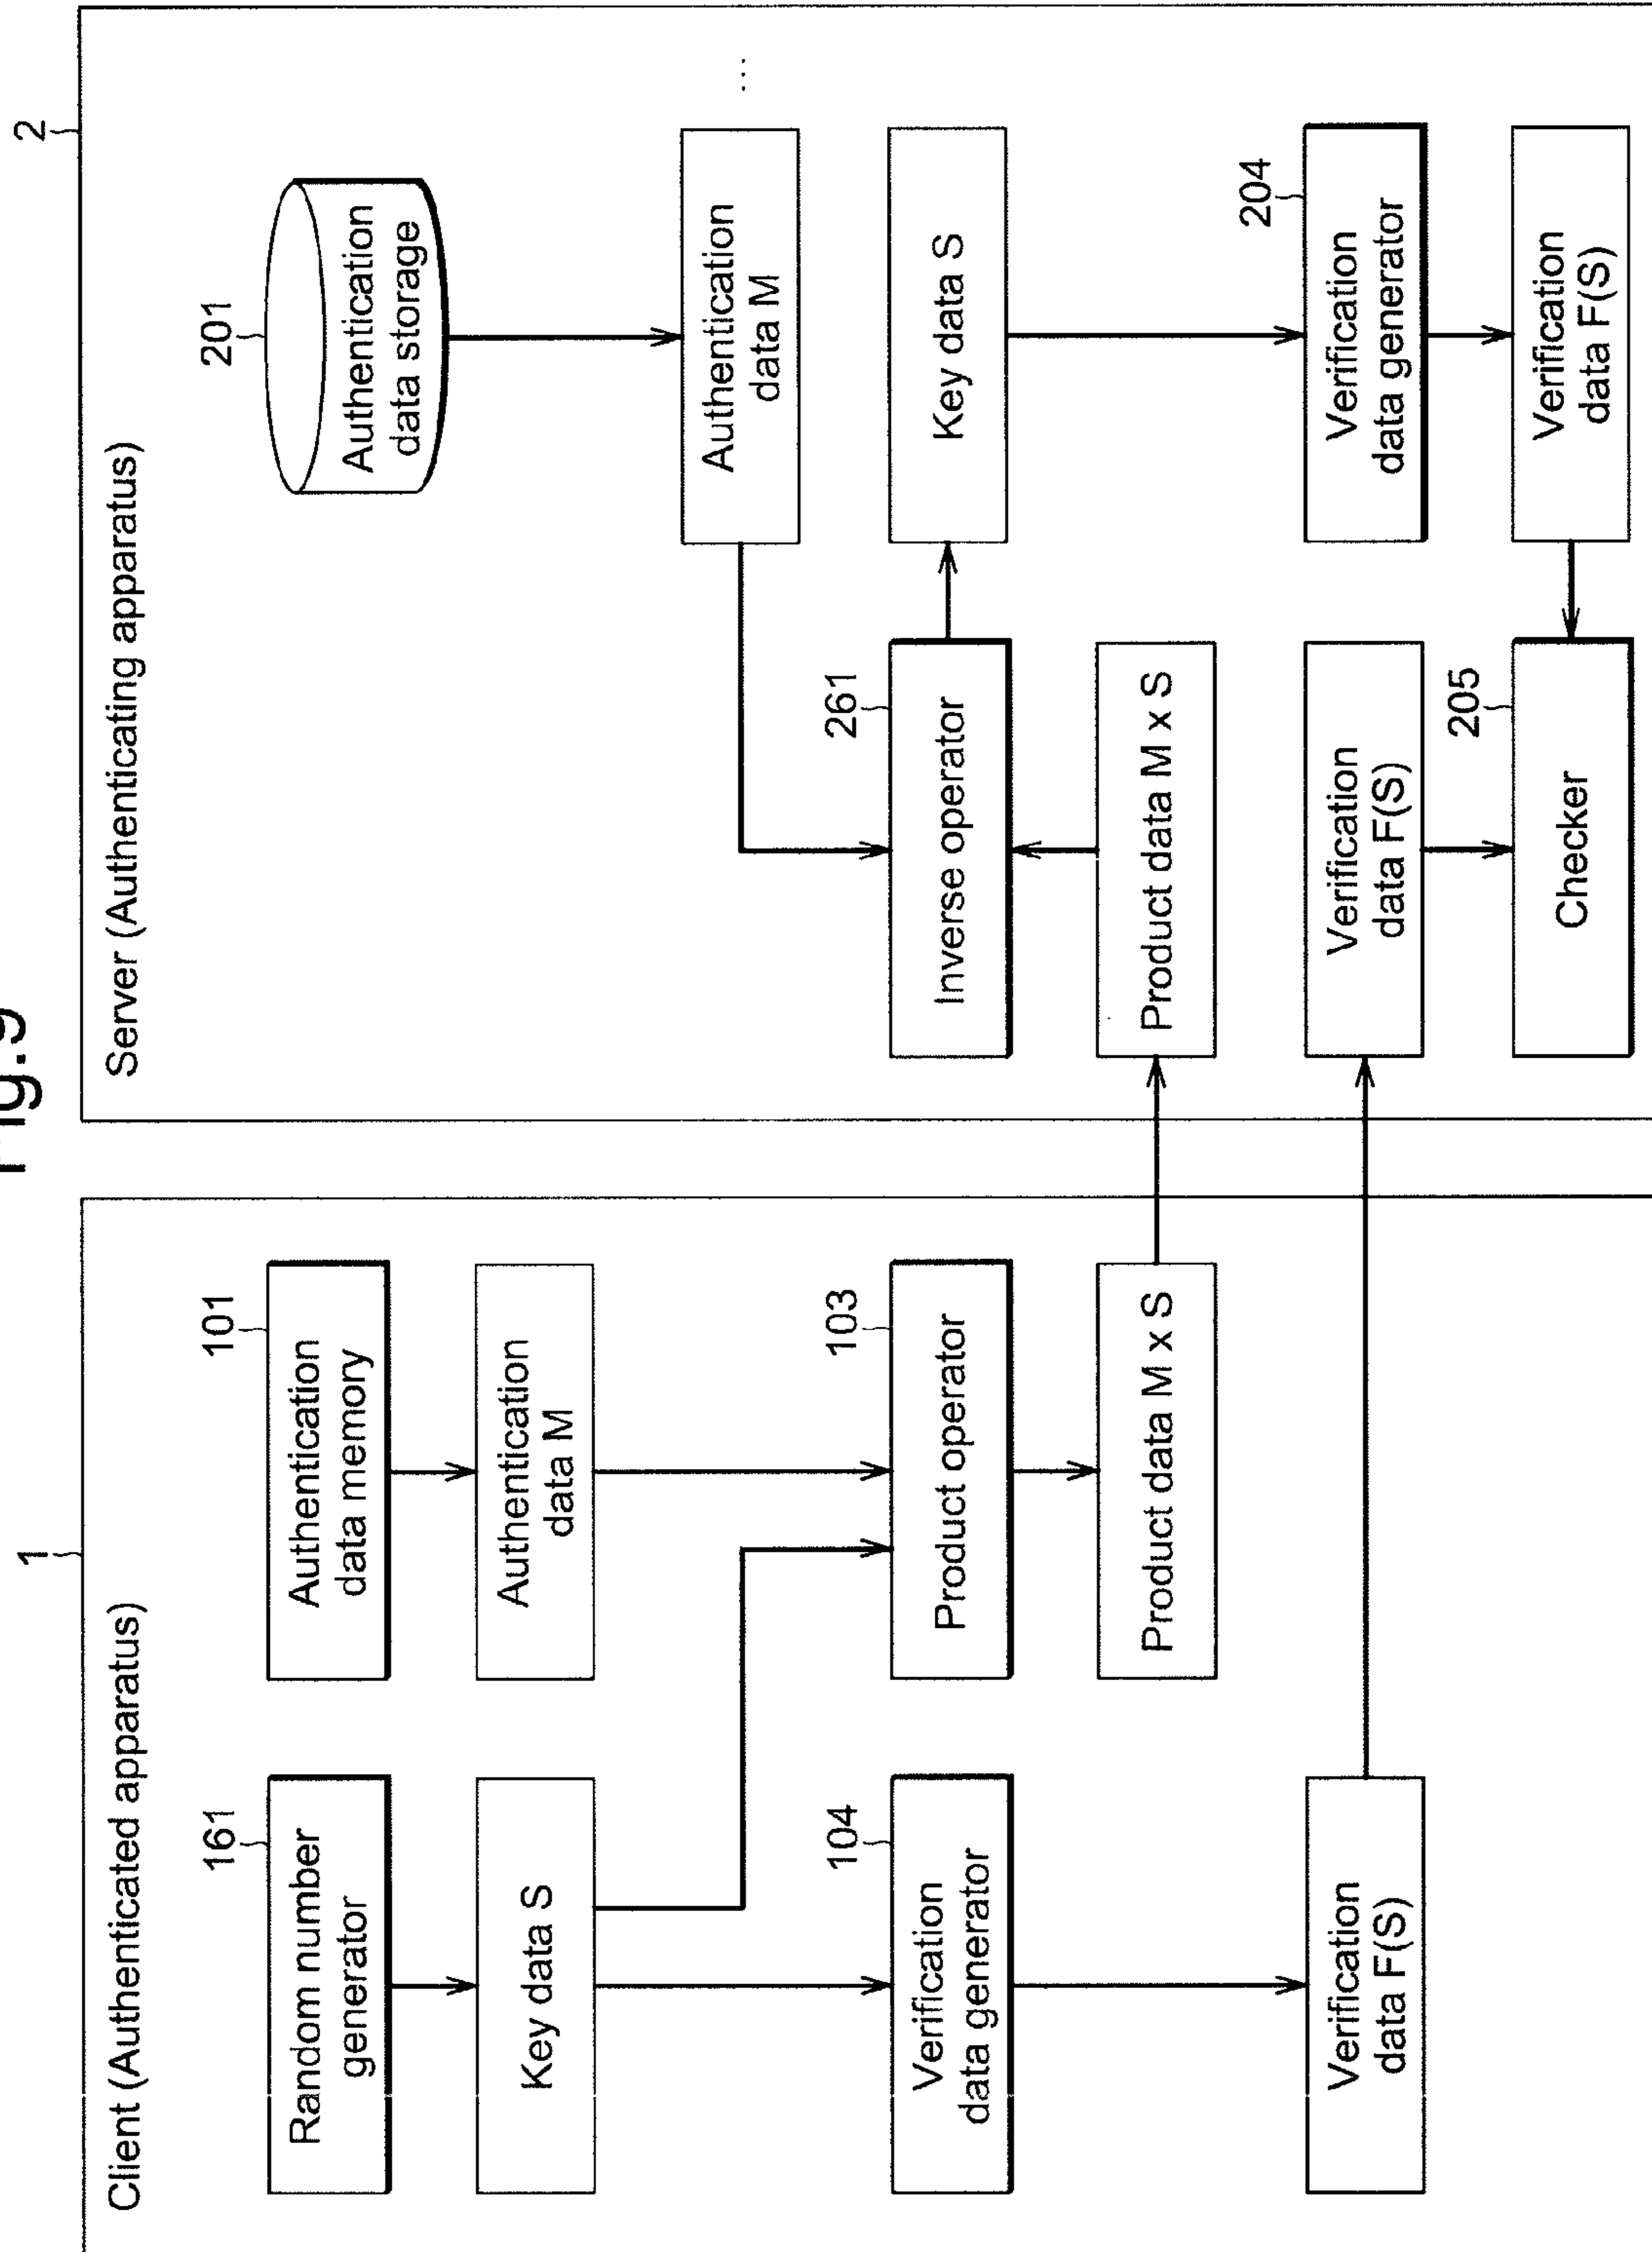 Fig.9
1
Client (Authenticated apparatus)
161
Random number
generator
101
Authentication
data memory
Key data S
Authentication
data M
104
Verification
data generator
103
Product operator
Product data M x S
Verification
data F(S)
2
Server (Authenticating apparatus)
201
Authentication
data storage
Authentication
data M
...
261
Inverse operator
Key data S
Product data M x S
Verification
data F(S)
204
Verification
data generator
205
Checker
Verification
data F(S)